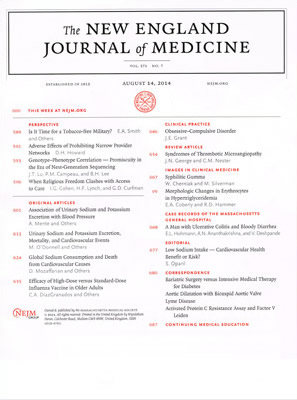 The NEW ENGLAND
JOURNAL of MEDICINE
VOL. 371 NO. 7
ESTABLISHED IN 1812
AUGUST 14, 2014
NEJM.ORG
THIS WEEK AT NEJM.ORG
PERSPECTIVE
589 Is It Time for a Tobacco-free Military? E.A. Smith
and Others
592 Adverse Effects of Prohibiting Narrow Provider
Networks D.H. Howard
593 Genotype–Phenotype Correlation — Promiscuity in
the Era of Next-Generation Sequencing
J.T. Lu, P.M. Campeau, and B.H. Lee
596 When Religious Freedom Clashes with Access
to Care I.G. Cohen, H.F. Lynch, and G.D. Curfman
ORIGINAL ARTICLES
601 Association of Urinary Sodium and Potassium
Excretion with Blood Pressure
A. Mente and Others
612 Urinary Sodium and Potassium Excretion,
Mortality, and Cardiovascular Events
M. O'Donnell and Others
624 Global Sodium Consumption and Death
from Cardiovascular Causes
D. Mozaffarian and Others
635 Efficacy of High-Dose versus Standard-Dose
Influenza Vaccine in Older Adults
C.A. DiazGranados and Others
CLINICAL PRACTICE
646 Obsessive–Compulsive Disorder
J.E. Grant
REVIEW ARTICLE
654 Syndromes of Thrombotic Microangiopathy
J.N. George and C.M. Nester
IMAGES IN CLINICAL MEDICINE
667 Syphilitic Gumma
W. Cherniak and M. Silverman
Morphologic Changes in Erythrocytes
in Hypertriglyceridemia
E.A. Coberly and R.D. Hammer
CASE RECORDS OF THE MASSACHUSETTS
GENERAL HOSPITAL
668 A Man with Ulcerative Colitis and Bloody Diarrhea
E.L. Hohmann, A.N. Ananthakrishnan, and V. Deshpande
EDITORIAL
677 Low Sodium Intake — Cardiovascular Health
Benefit or Risk?
S. Oparil
680 CORRESPONDENCE
Bariatric Surgery versus Intensive Medical Therapy
for Diabetes
Aortic Dilatation with Bicuspid Aortic Valve
Lyme Disease
Activated Protein C Resistance Assay and Factor V
Leiden
687 CONTINUING MEDICAL EDUCATION
NEJM
GROUP